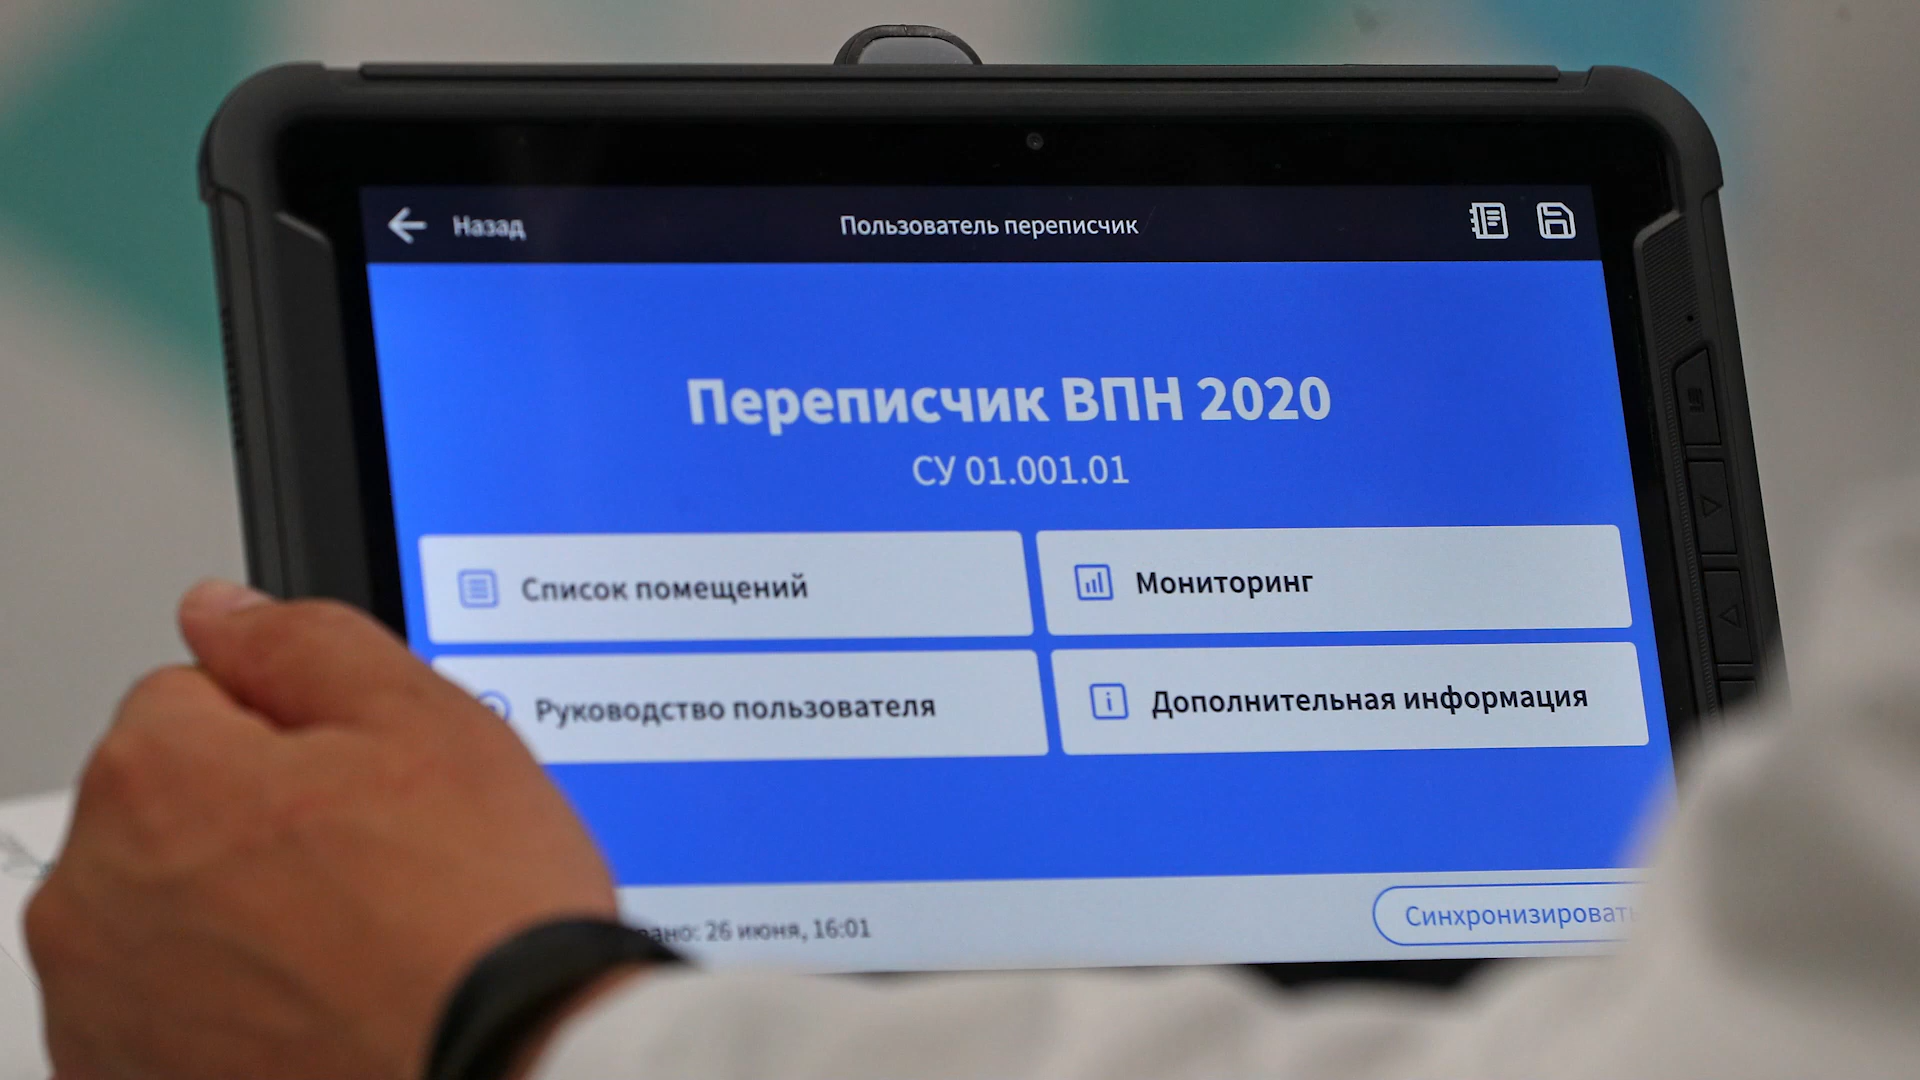 Назад
Пользователь переписчик
Переписчик ВПН 2020
СУ 01.001.01
Список помещений
Мониторинг
Руководство пользователя
Дополнительная информация
26 июня, 16:01
Синхронизировать